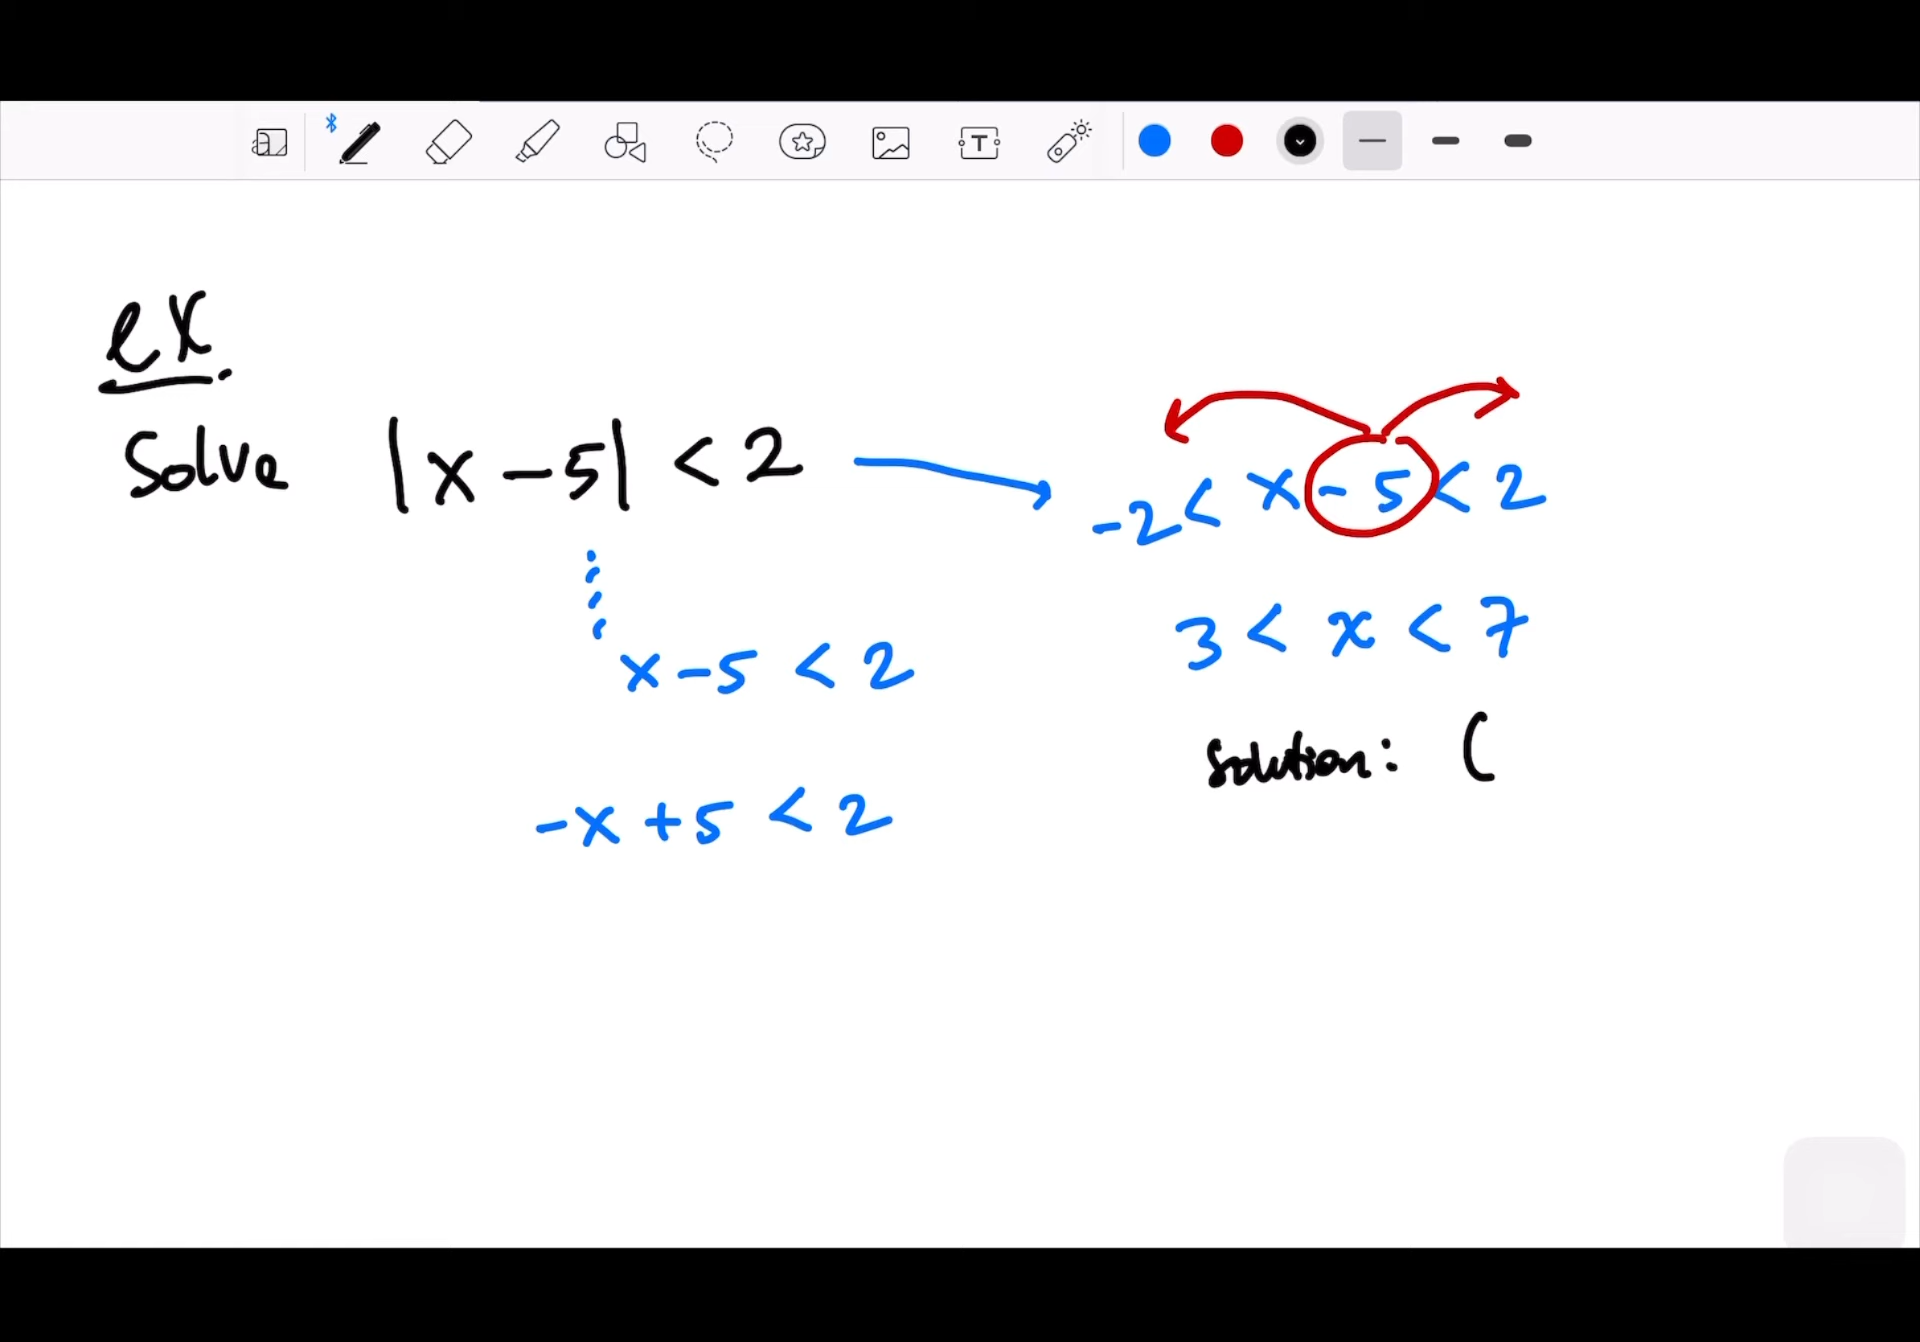 ex.
Solve |x-5| < 2
-2 < x - 5 < 2
x-5 < 2
3 < x < 7
Solution: (
-x+5 < 2